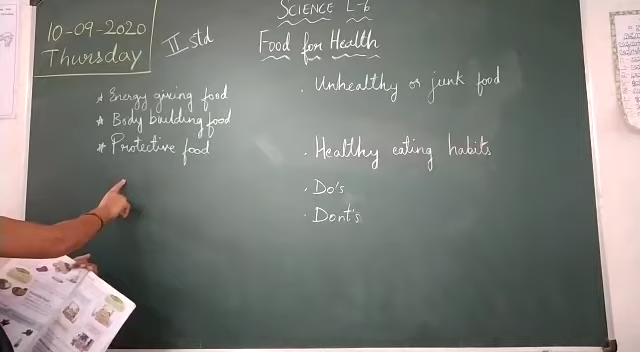 10-09-2020
Thursday
II std
SCIENCE L-6
Food for Health
* Energy giving food
* Body building food
* Protective food
. Unhealthy or junk food
. Healthy eating habits
. Do's
. Dont's